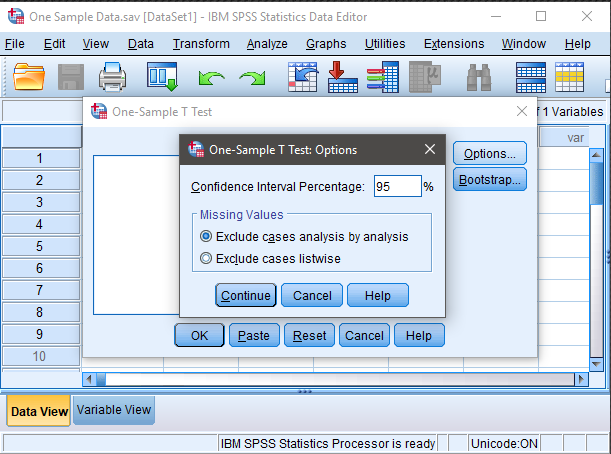 One Sample Data.sav [DataSet1] - IBM SPSS Statistics Data Editor
File Edit View Data Transform Analyze Graphs Utilities Extensions Window Help
One-Sample T Test
of 1 Variables
var
One-Sample T Test: Options
Options...
Bootstrap...
Confidence Interval Percentage: 95 %
Missing Values
Exclude cases analysis by analysis
Exclude cases listwise
Continue Cancel Help
OK Paste Reset Cancel Help
1
2
3
4
5
6
7
8
9
10
Data View Variable View
IBM SPSS Statistics Processor is ready Unicode:ON